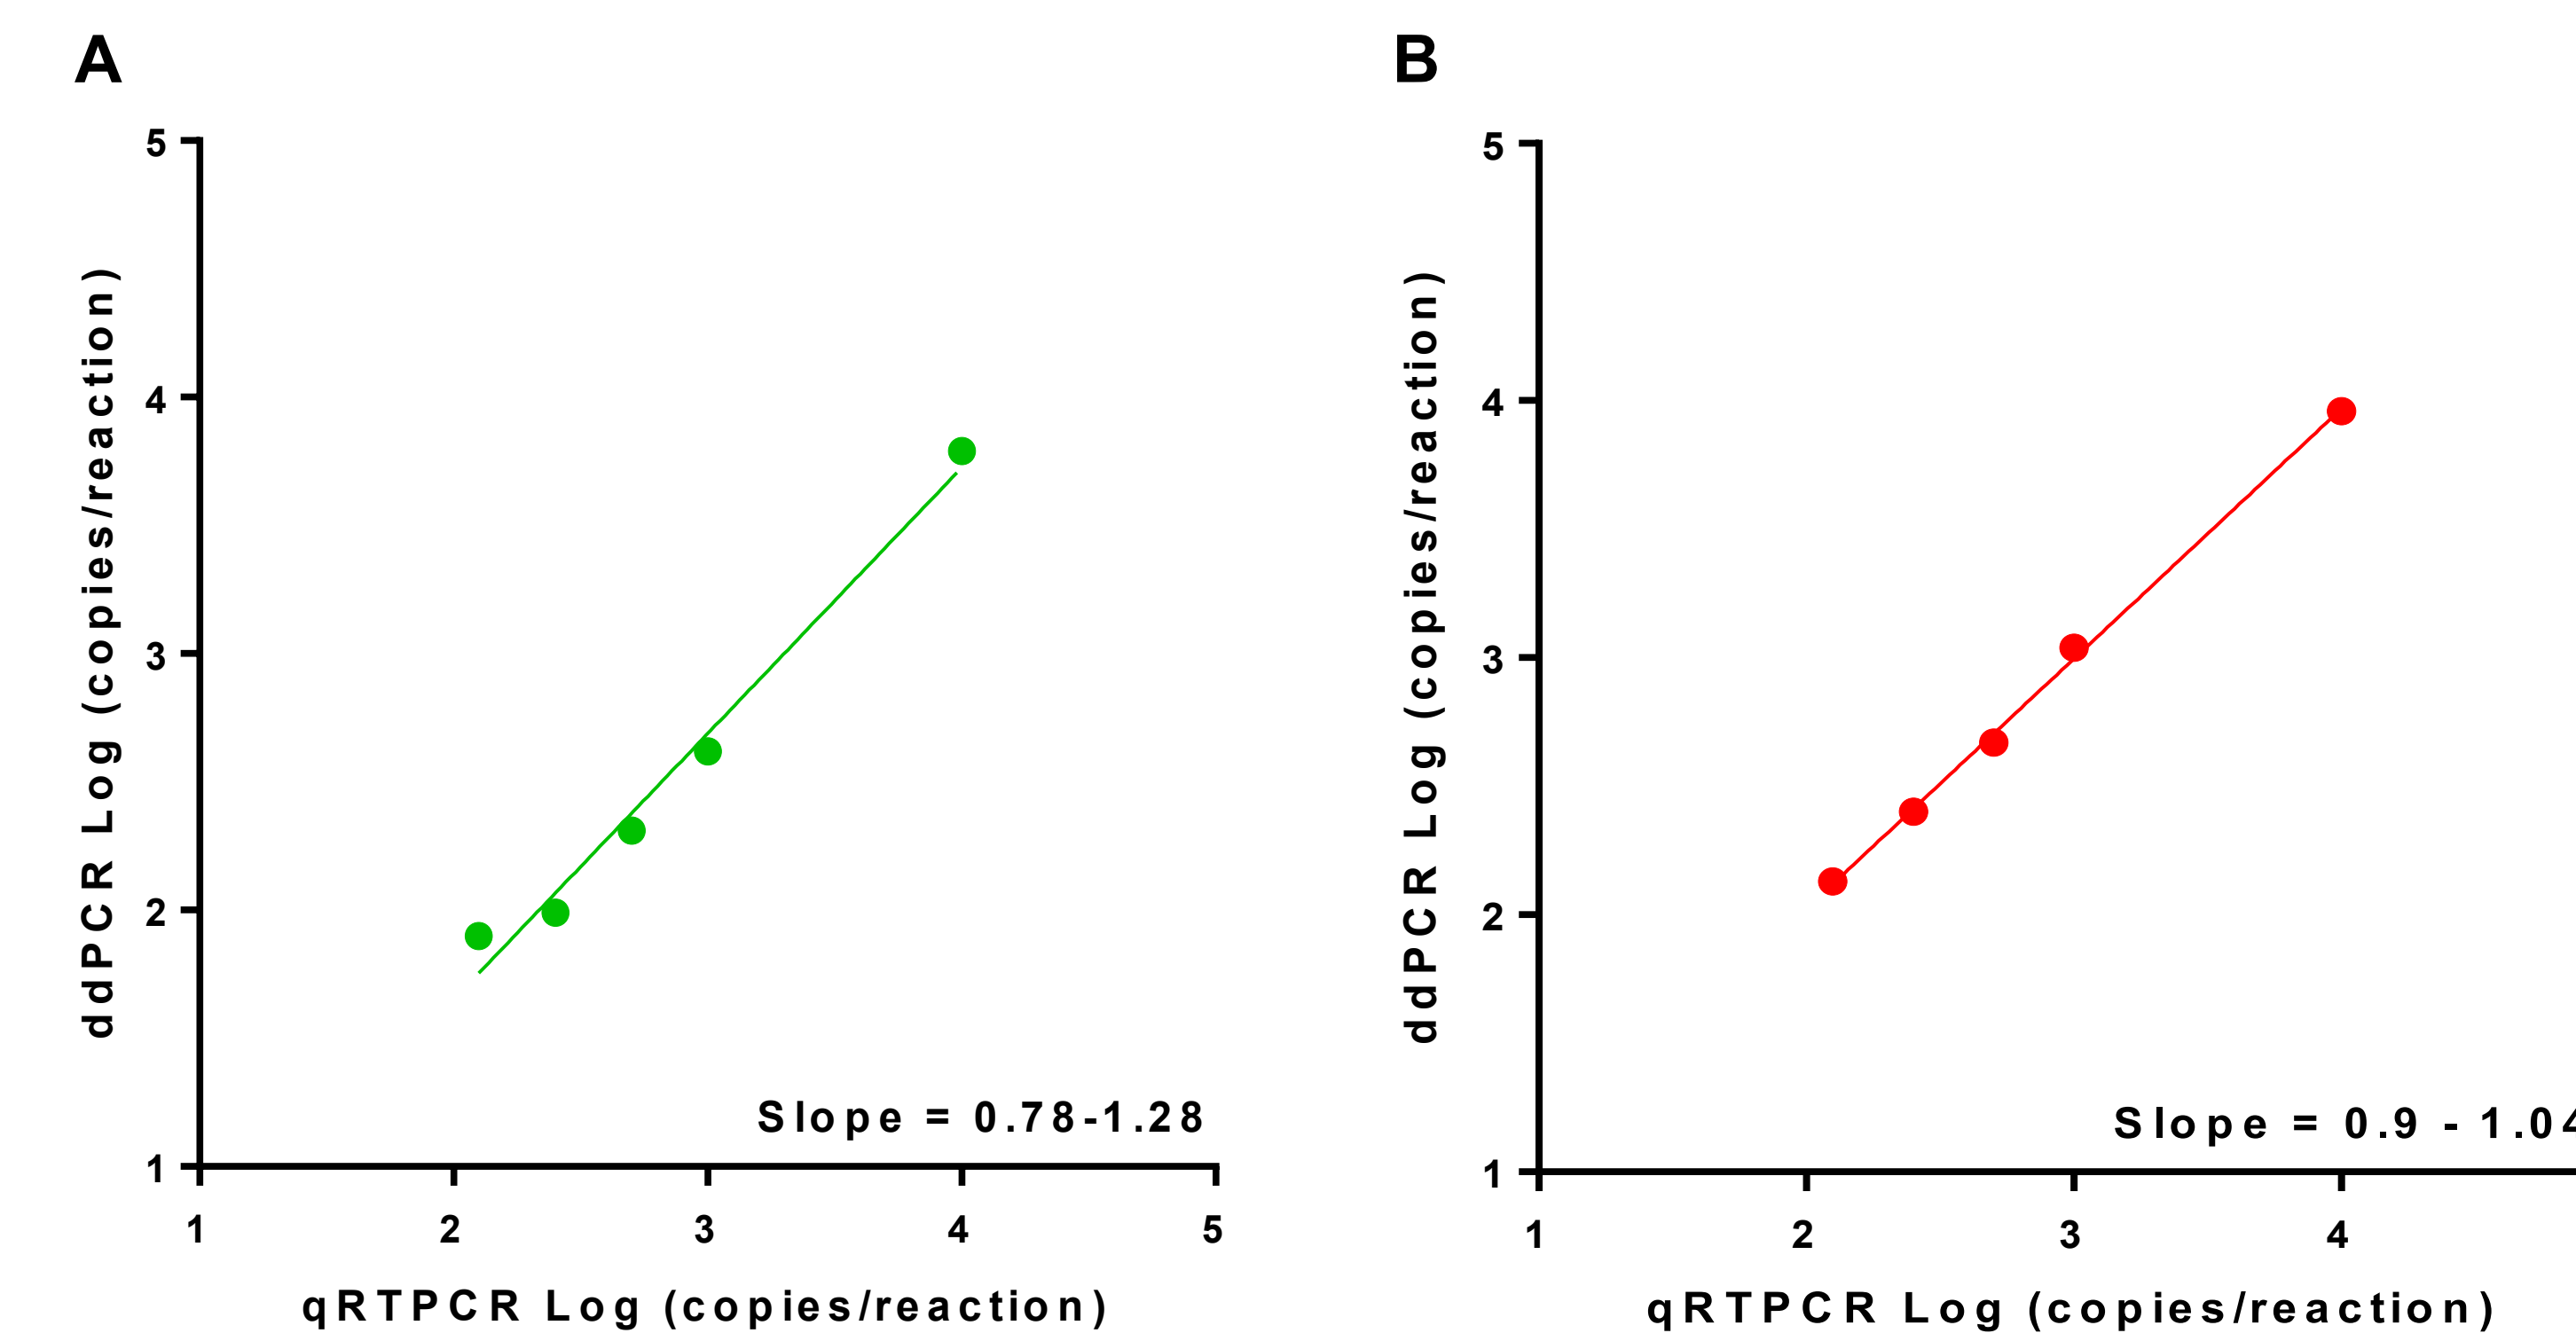 A
5
4
3
2
1
ddPCR Log (copies/reaction)
Slope = 0.78-1.28
1 2 3 4 5
qRTPCR Log (copies/reaction)
B
5
4
3
2
1
ddPCR Log (copies/reaction)
Slope = 0.9 - 1.04
1 2 3 4
qRTPCR Log (copies/reaction)